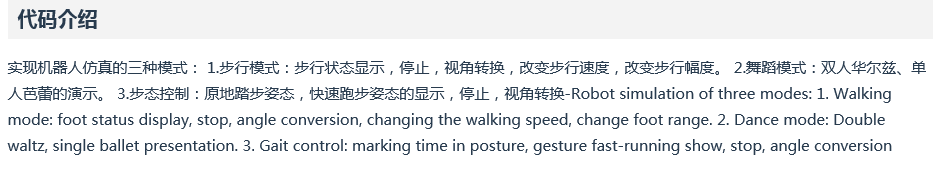 代码介绍
实现机器人仿真的三种模式： 1.步行模式：步行状态显示，停止，视角转换，改变步行速度，改变步行幅度。 2.舞蹈模式：双人华尔兹、单
人芭蕾的演示。 3.步态控制：原地踏步姿态，快速跑步姿态的显示，停止，视角转换-Robot simulation of three modes: 1. Walking
mode: foot status display, stop, angle conversion, changing the walking speed, change foot range. 2. Dance mode: Double
waltz, single ballet presentation. 3. Gait control: marking time in posture, gesture fast-running show, stop, angle conversion